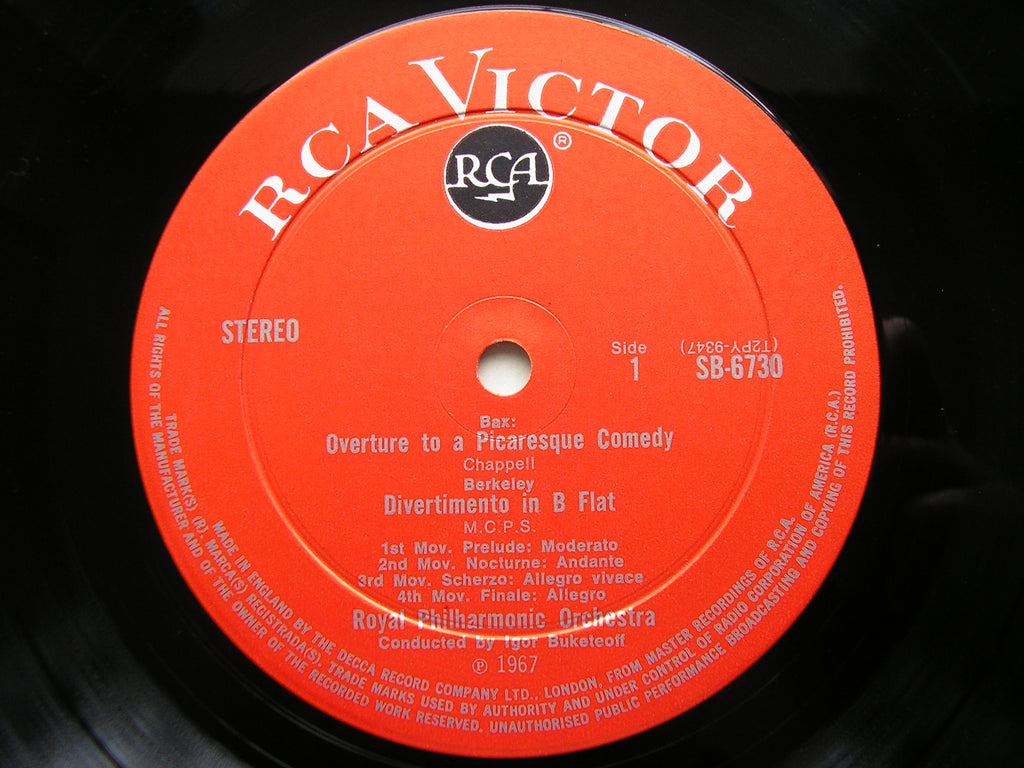 RCA VICTOR
RCA ®
STEREO
Side
1
(T2PY-9347)
SB-6730
Bax:
Overture to a Picaresque Comedy
Chappell
Berkeley
Divertimento in B Flat
M.C.P.S.
1st Mov. Prelude: Moderato
2nd Mov. Nocturne: Andante
3rd Mov. Scherzo: Allegro vivace
4th Mov. Finale: Allegro
Royal Philharmonic Orchestra
Conducted by Igor Buketeoff
℗ 1967
MADE IN ENGLAND BY THE DECCA RECORD COMPANY LTD., LONDON, FROM MASTER RECORDINGS OF R.C.A.
TRADE MARK(S) (R), MARCA(S) REGISTRADA(S). TRADE MARKS USED BY AUTHORITY AND UNDER CONTROL OF RADIO CORPORATION OF AMERICA (R.C.A.)
ALL RIGHTS OF THE MANUFACTURER AND OF THE OWNER OF THE RECORDED WORK RESERVED. UNAUTHORISED PUBLIC PERFORMANCE BROADCASTING AND COPYING OF THIS RECORD PROHIBITED.